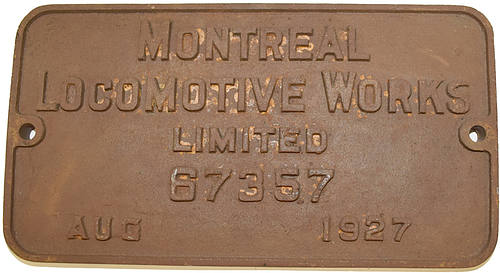 MONTREAL
LOCOMOTIVE WORKS
LIMITED
67357
AUG 1927